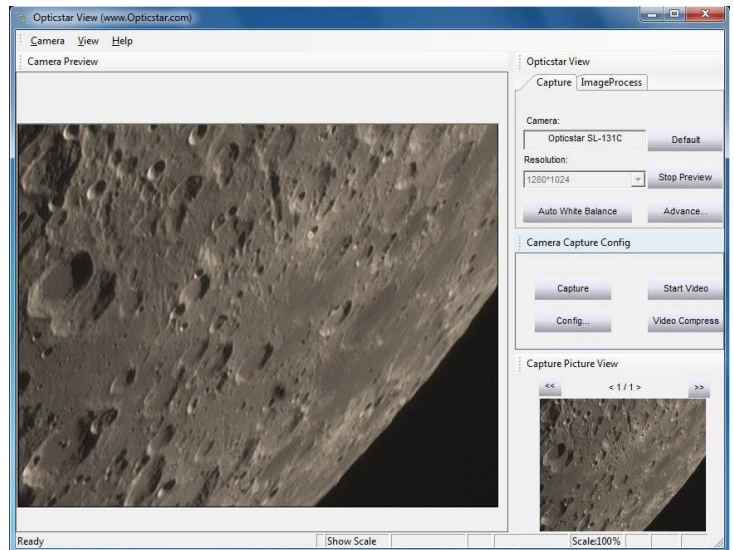 Opticstar View (www.Opticstar.com)
Camera View Help
Camera Preview
Opticstar View
Capture ImageProcess
Camera:
Opticstar SL-131C
Default
Resolution:
1280*1024
Stop Preview
Auto White Balance
Advance...
Camera Capture Config
Capture
Start Video
Config...
Video Compress
Capture Picture View
<< < 1 / 1 > >>
Ready
Show Scale
Scale:100%